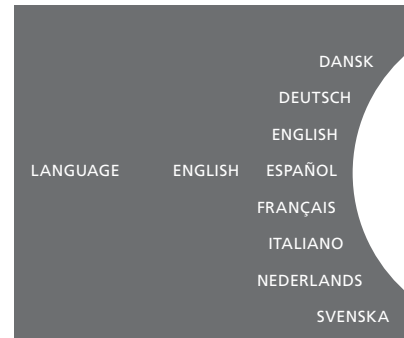 DANSK
DEUTSCH
ENGLISH
LANGUAGE ENGLISH ESPAÑOL
FRANÇAIS
ITALIANO
NEDERLANDS
SVENSKA